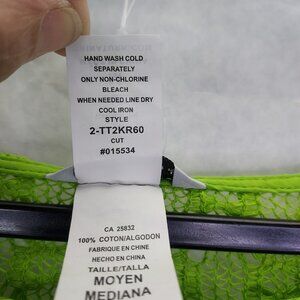 HAND WASH COLD
SEPARATELY
ONLY NON-CHLORINE
BLEACH
WHEN NEEDED LINE DRY
COOL IRON
STYLE
2-TT2KR60
CUT
#015534
CA 25832
100% COTON/ALGODON
FABRIQUE EN CHINE
HECHO EN CHINA
TAILLE/TALLA
MOYEN
MEDIANA